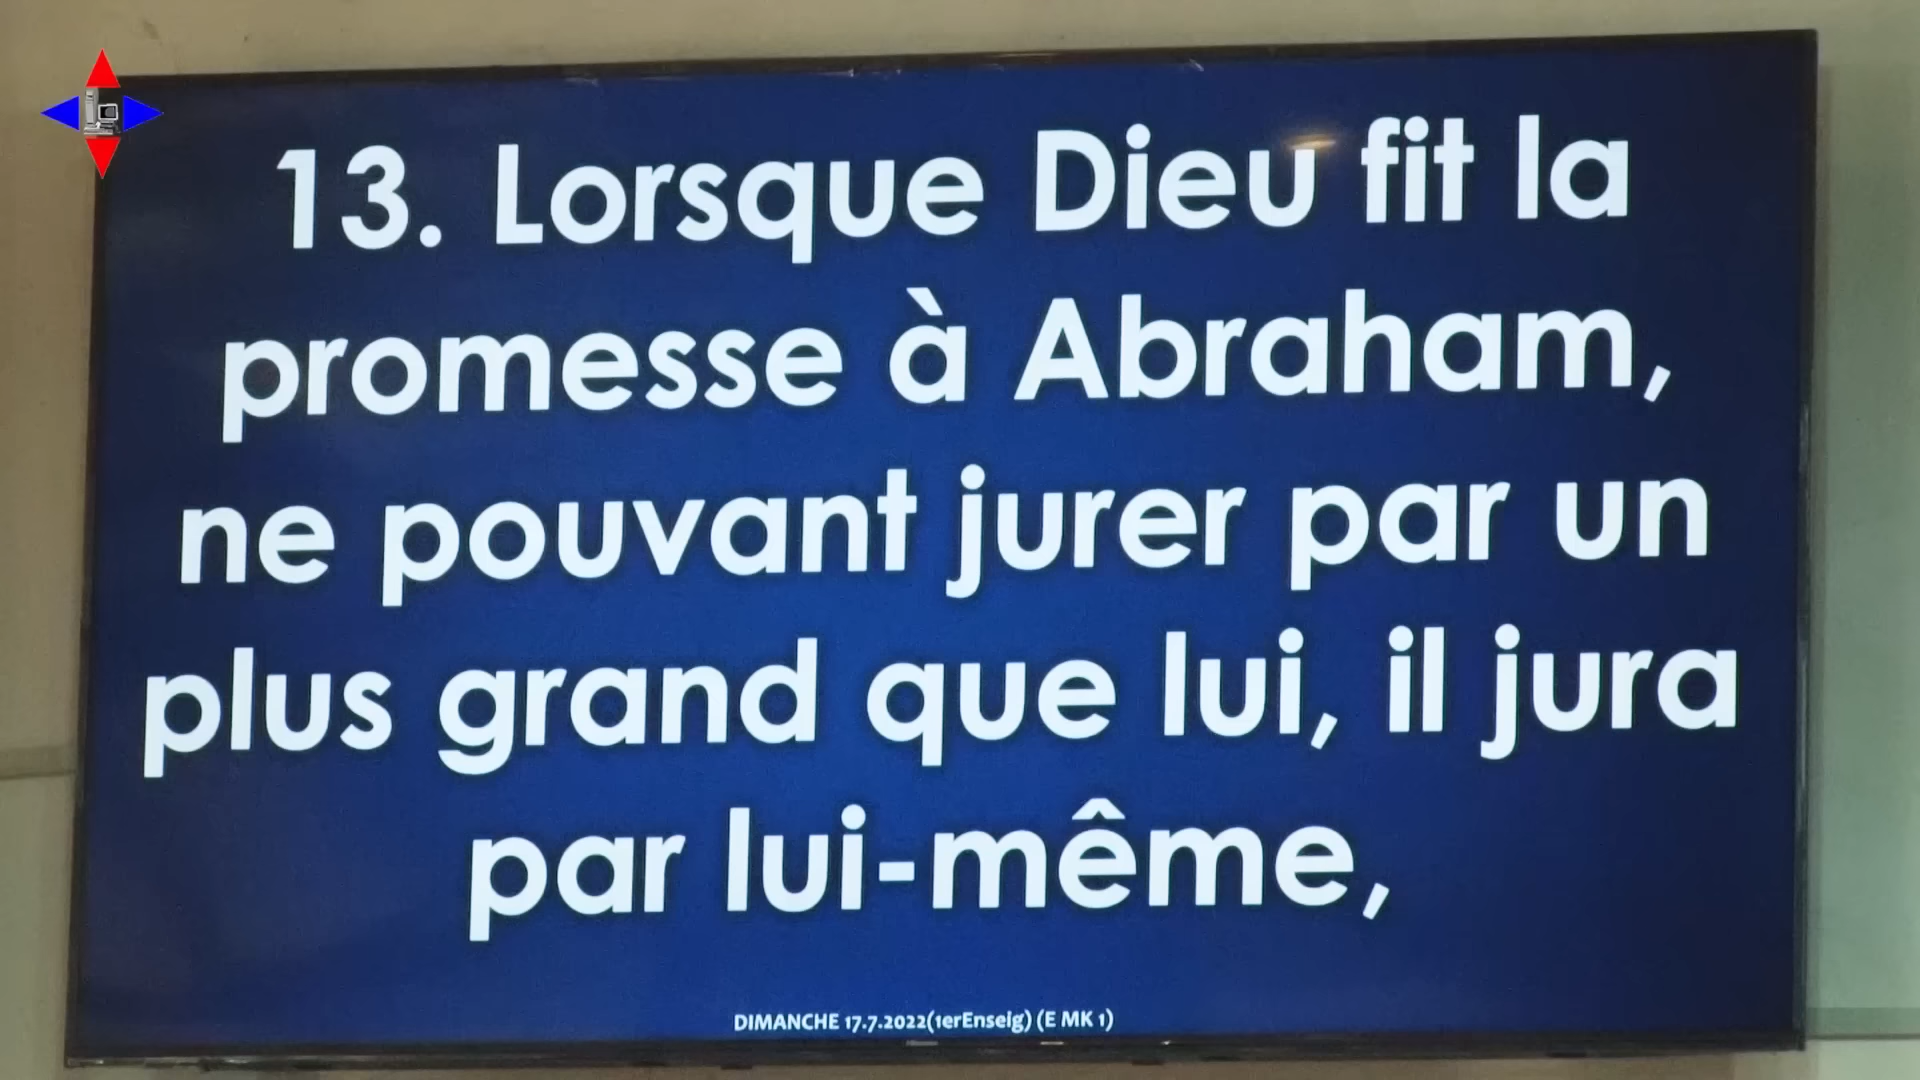 13. Lorsque Dieu fit la
promesse à Abraham,
ne pouvant jurer par un
plus grand que lui, il jura
par lui-même,
DIMANCHE 17.7.2022(1erEnseig) (E MK 1)